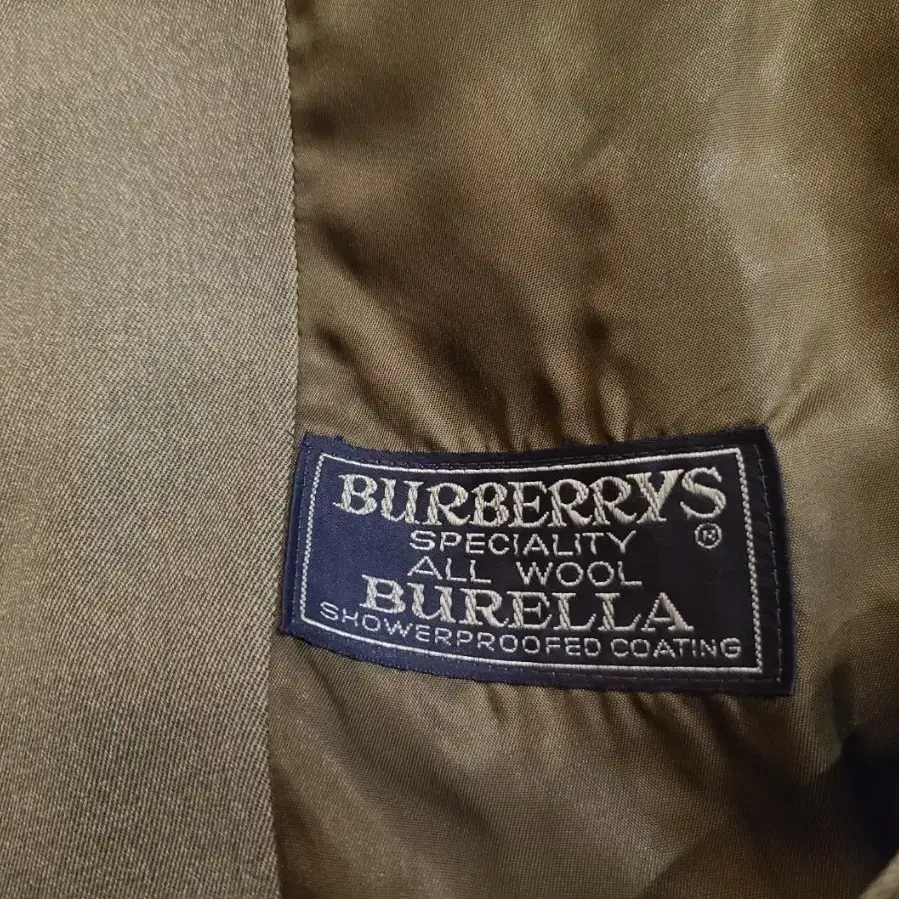 BURBERRYS
®
SPECIALITY
ALL WOOL
BURELLA
SHOWERPROOFED COATING